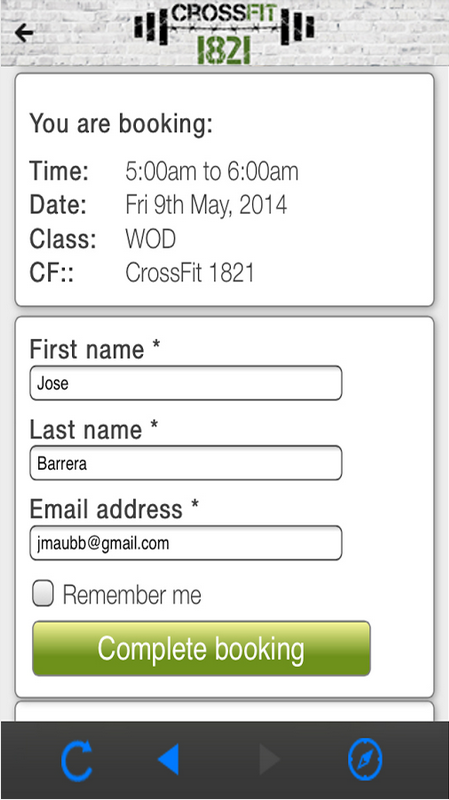 CROSSFIT
1821
You are booking:
Time: 5:00am to 6:00am
Date: Fri 9th May, 2014
Class: WOD
CF:: CrossFit 1821
First name *
Jose
Last name *
Barrera
Email address *
jmaubb@gmail.com
Remember me
Complete booking